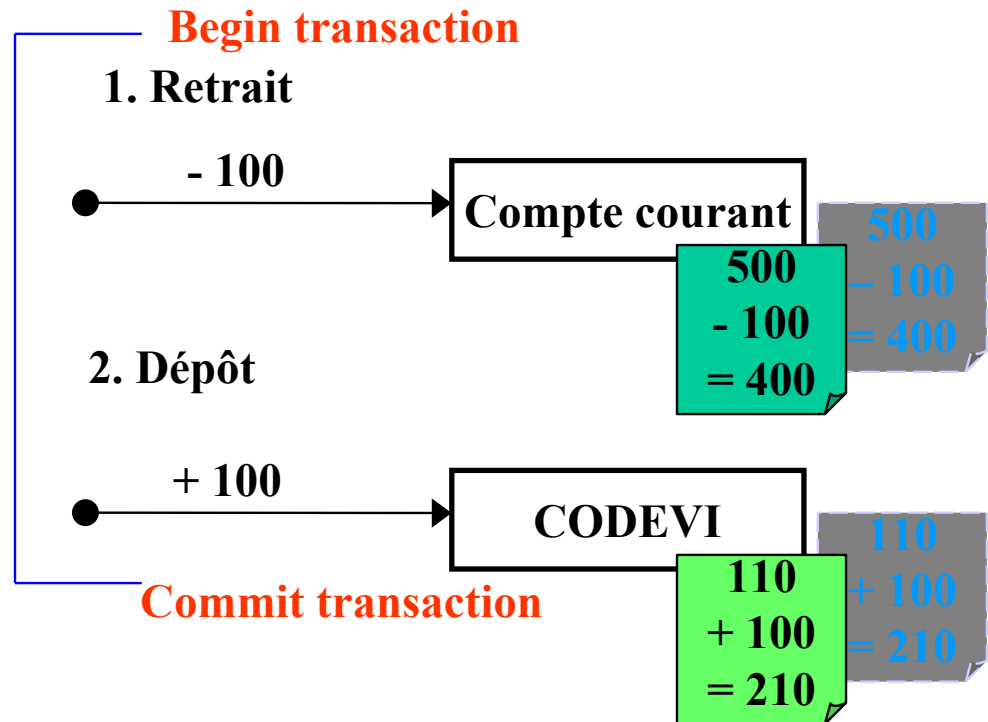 Begin transaction
1. Retrait
- 100
Compte courant
500
- 100
= 400
500
– 100
= 400
2. Dépôt
+ 100
CODEVI
110
+ 100
= 210
110
+ 100
= 210
Commit transaction